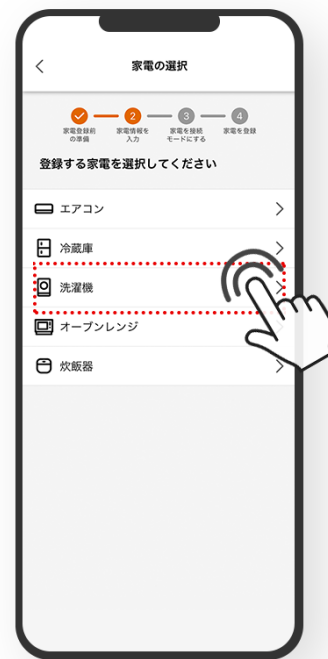 家電の選択
2
3
4
家電登録前
の準備
家電情報を
入力
家電を接続
モードにする
家電を登録
登録する家電を選択してください
エアコン
冷蔵庫
洗濯機
オーブンレンジ
炊飯器